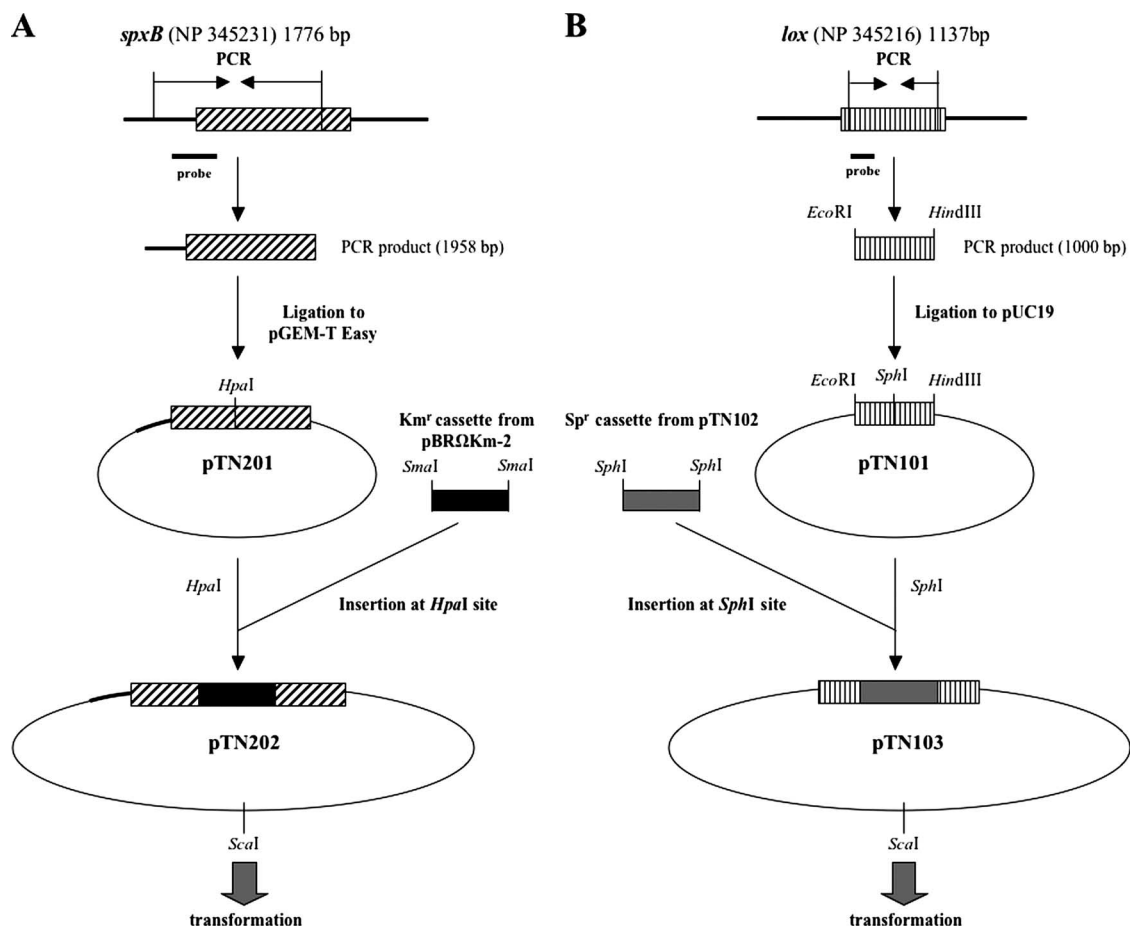 A
spxB (NP 345231) 1776 bp
PCR
probe
PCR product (1958 bp)
Ligation to
pGEM-T Easy
HpaI
pTN201
Kmʳ cassette from
pBRΩKm-2
SmaI
SmaI
HpaI
Insertion at HpaI site
pTN202
ScaI
transformation
B
lox (NP 345216) 1137bp
PCR
probe
EcoRI
HindIII
PCR product (1000 bp)
Ligation to pUC19
EcoRI
SphI
HindIII
pTN101
Spʳ cassette from pTN102
SphI
SphI
SphI
Insertion at SphI site
pTN103
ScaI
transformation